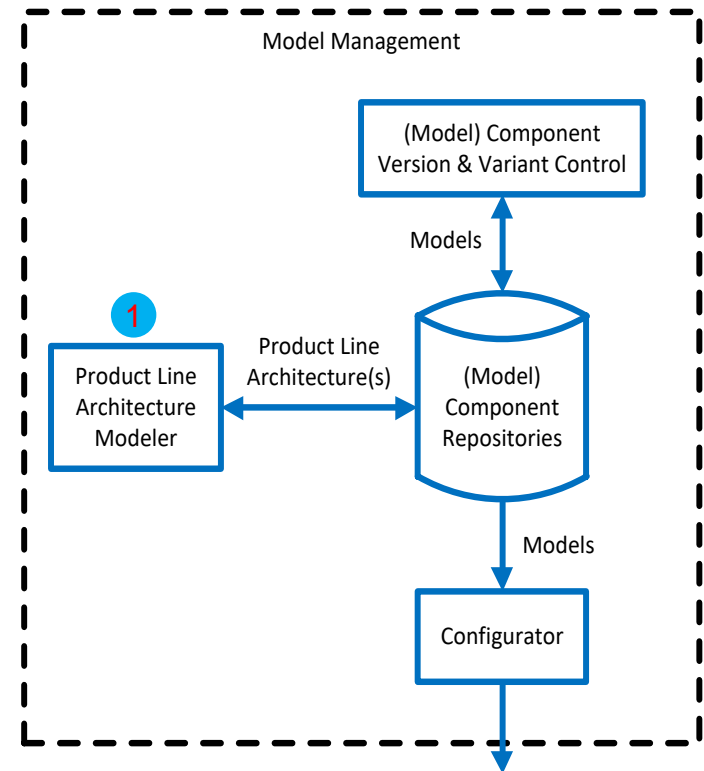 Model Management
(Model) Component
Version & Variant Control
Models
1
Product Line
Architecture(s)
Product Line
Architecture
Modeler
(Model)
Component
Repositories
Models
Configurator